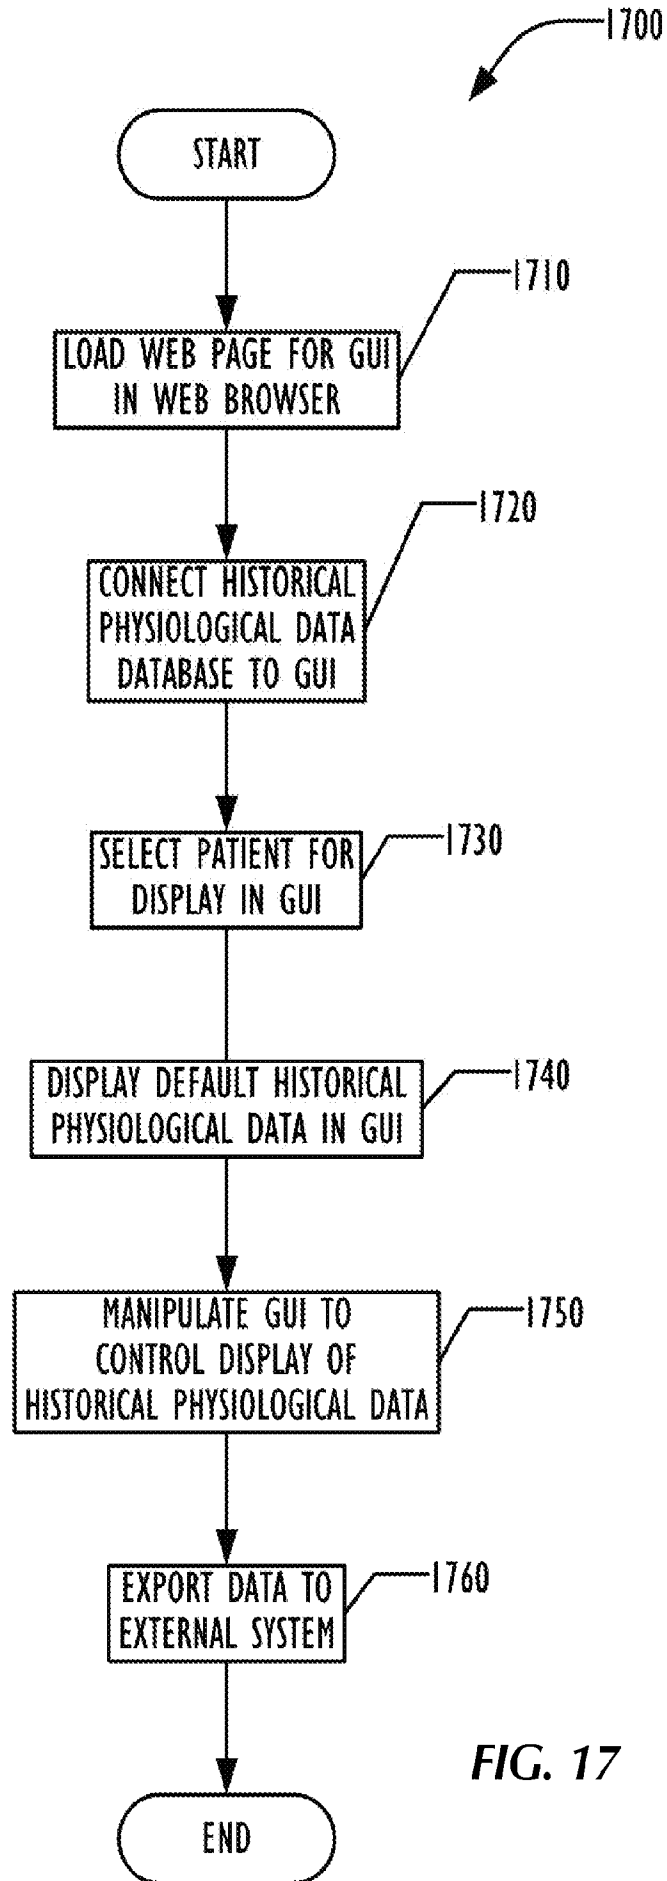 1700
START
1710
LOAD WEB PAGE FOR GUI
IN WEB BROWSER
1720
CONNECT HISTORICAL
PHYSIOLOGICAL DATA
DATABASE TO GUI
1730
SELECT PATIENT FOR
DISPLAY IN GUI
1740
DISPLAY DEFAULT HISTORICAL
PHYSIOLOGICAL DATA IN GUI
1750
MANIPULATE GUI TO
CONTROL DISPLAY OF
HISTORICAL PHYSIOLOGICAL DATA
1760
EXPORT DATA TO
EXTERNAL SYSTEM
FIG. 17
END